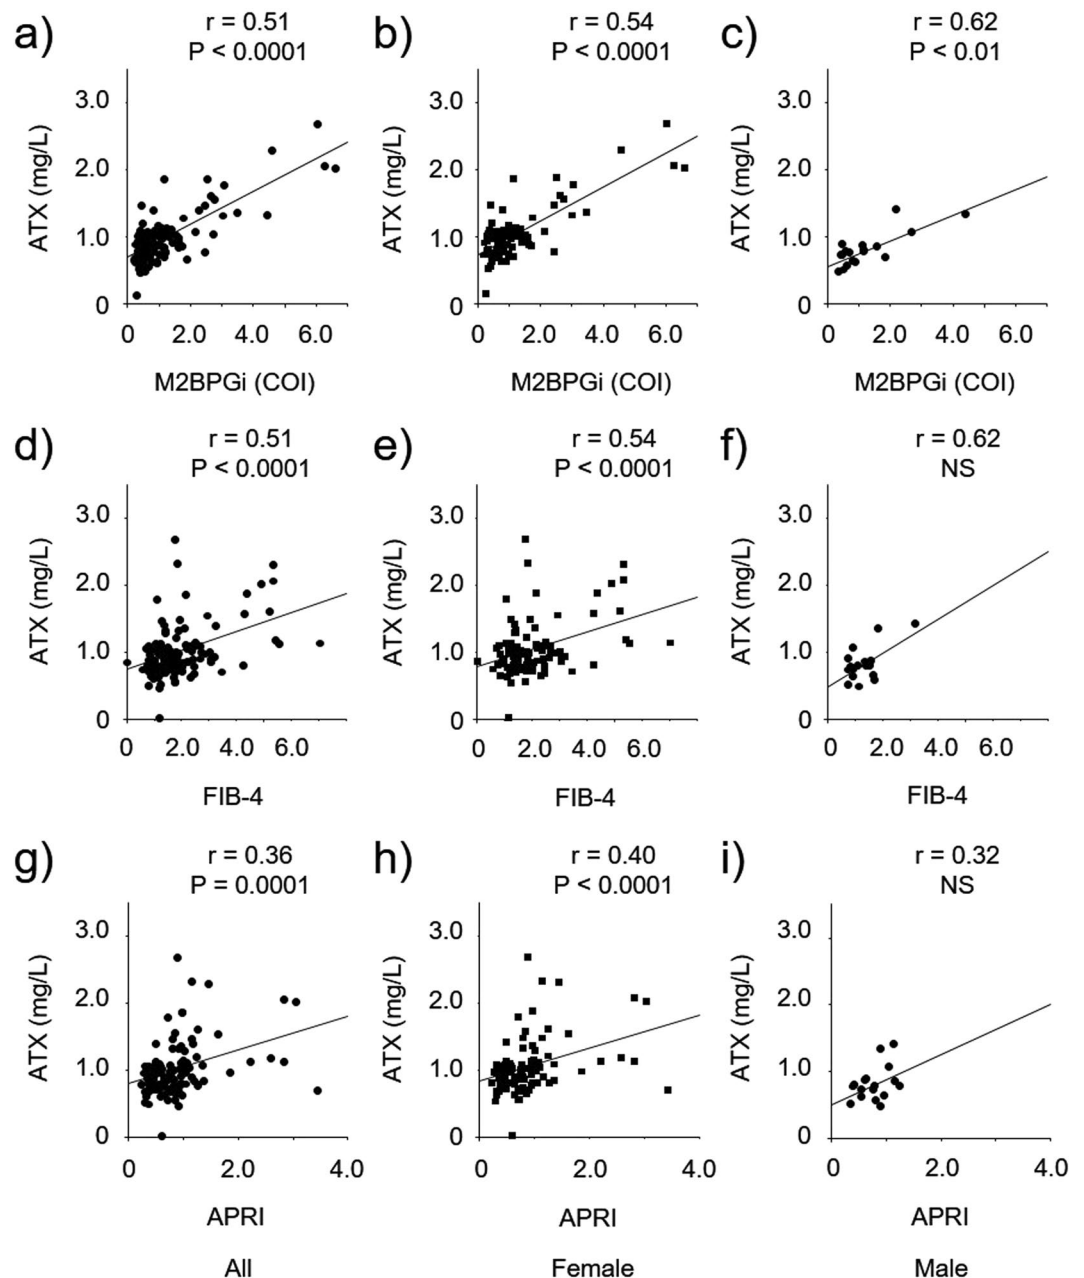 a)
r = 0.51
P < 0.0001
ATX (mg/L)
3.0
2.0
1.0
0
0 2.0 4.0 6.0
M2BPGi (COI)
b)
r = 0.54
P < 0.0001
ATX (mg/L)
3.0
2.0
1.0
0
0 2.0 4.0 6.0
M2BPGi (COI)
c)
r = 0.62
P < 0.01
ATX (mg/L)
3.0
2.0
1.0
0
0 2.0 4.0 6.0
M2BPGi (COI)
d)
r = 0.51
P < 0.0001
ATX (mg/L)
3.0
2.0
1.0
0
0 2.0 4.0 6.0
FIB-4
e)
r = 0.54
P < 0.0001
ATX (mg/L)
3.0
2.0
1.0
0
0 2.0 4.0 6.0
FIB-4
f)
r = 0.62
NS
ATX (mg/L)
3.0
2.0
1.0
0
0 2.0 4.0 6.0
FIB-4
g)
r = 0.36
P = 0.0001
ATX (mg/L)
3.0
2.0
1.0
0
0 2.0 4.0
APRI
All
h)
r = 0.40
P < 0.0001
ATX (mg/L)
3.0
2.0
1.0
0
0 2.0 4.0
APRI
Female
i)
r = 0.32
NS
ATX (mg/L)
3.0
2.0
1.0
0
0 2.0 4.0
APRI
Male